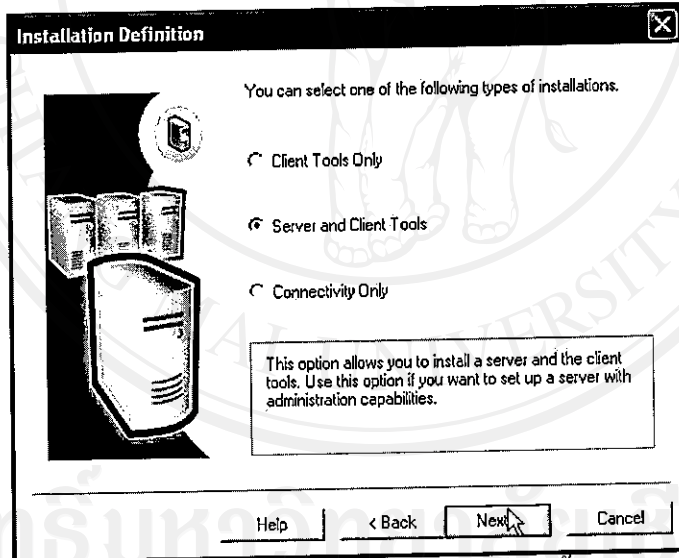 Installation Definition
You can select one of the following types of installations.
Client Tools Only
Server and Client Tools
Connectivity Only
This option allows you to install a server and the client
tools. Use this option if you want to set up a server with
administration capabilities.
Help
< Back
Next
Cancel